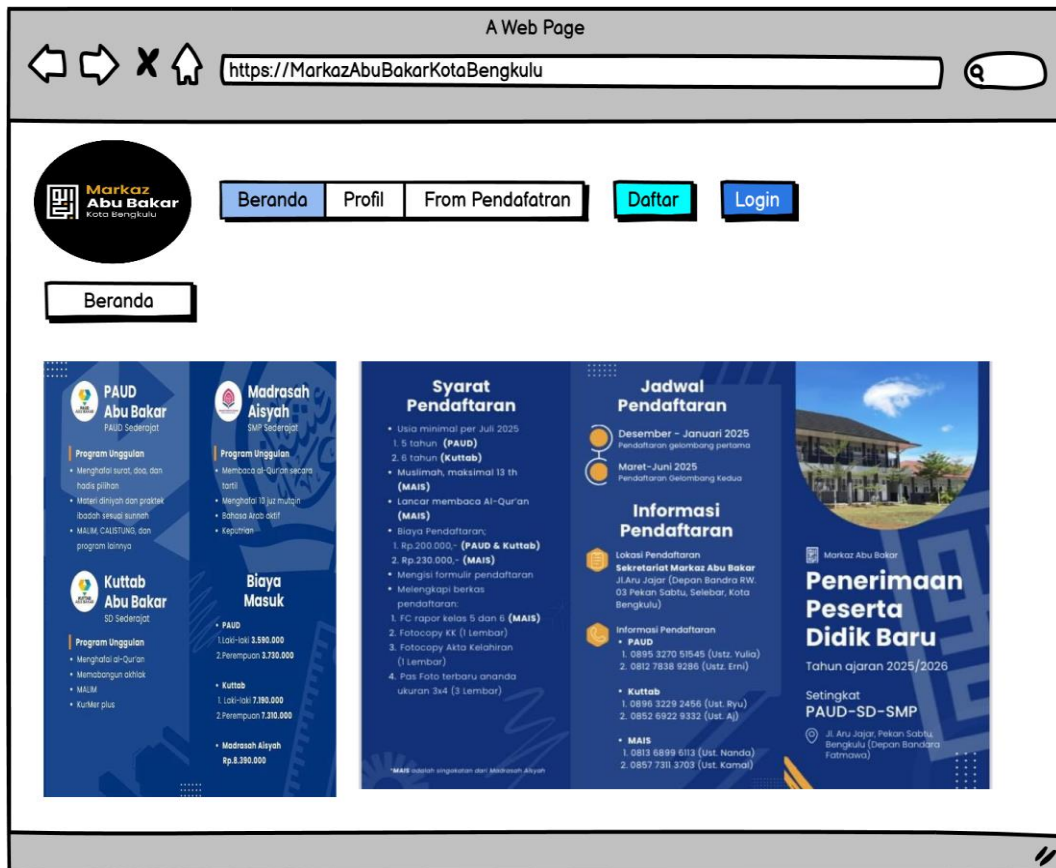 A Web Page
https://MarkazAbuBakarKotaBengkulu
Markaz
Abu Bakar
Kota Bengkulu
Beranda
Profil
From Pendafatran
Daftar
Login
Beranda
PAUD
Abu Bakar
PAUD Sederajat
Program Unggulan
• Menghafal surat, doa, dan
hadis pilihan
• Materi diniyah dan praktek
ibadah sesuai sunnah
• MALIM, CALISTUNG, dan
program lainnya
Kuttab
Abu Bakar
SD Sederajat
Program Unggulan
• Menghafal al-Qur'an
• Memabangun akhlak
• MALIM
• KurMer plus
Madrasah
Aisyah
SMP Sederajat
Program Unggulan
• Membaca al-Qur'an secara
tartil
• Menghafal 10 juz mutqin
• Bahasa Arab aktif
• Keputrian
Biaya
Masuk
• PAUD
1.Laki-laki 3.590.000
2.Perempuan 3.730.000
• Kuttab
1. Laki-laki 7.190.000
2.Perempuan 7.310.000
• Madrasah Aisyah
Rp.8.390.000
Syarat
Pendaftaran
• Usia minimal per Juli 2025
1. 5 tahun (PAUD)
2. 6 tahun (Kuttab)
• Muslimah, maksimal 13 th
(MAIS)
• Lancar membaca Al-Qur'an
(MAIS)
• Biaya Pendaftaran;
1. Rp.200.000,- (PAUD & Kuttab)
2. Rp.230.000,- (MAIS)
• Mengisi formulir pendaftaran
• Melengkapi berkas
pendaftaran:
1. FC rapor kelas 5 dan 6 (MAIS)
2. Fotocopy KK (1 Lembar)
3. Fotocopy Akta Kelahiran
(1 Lembar)
4. Pas Foto terbaru ananda
ukuran 3x4 (3 Lembar)
*MAIS adalah singakatan dari Madrasah Aisyah
Jadwal
Pendaftaran
Desember - Januari 2025
Pendaftaran gelombang pertama
Maret-Juni 2025
Pendaftaran Gelombang Kedua
Informasi
Pendaftaran
Lokasi Pendaftaran
Sekretariat Markaz Abu Bakar
Jl.Aru Jajar (Depan Bandra RW.
03 Pekan Sabtu, Selebar, Kota
Bengkulu)
Informasi Pendaftaran
• PAUD
1. 0895 3270 51545 (Ustz. Yulia)
2. 0812 7838 9286 (Ustz. Erni)
• Kuttab
1. 0896 3229 2456 (Ust. Ryu)
2. 0852 6922 9332 (Ust. Aj)
• MAIS
1. 0813 6899 6113 (Ust. Nanda)
2. 0857 7311 3703 (Ust. Kamal)
Markaz Abu Bakar
Penerimaan
Peserta
Didik Baru
Tahun ajaran 2025/2026
Setingkat
PAUD-SD-SMP
Jl. Aru Jajar, Pekan Sabtu,
Bengkulu (Depan Bandara
Fatmawa)